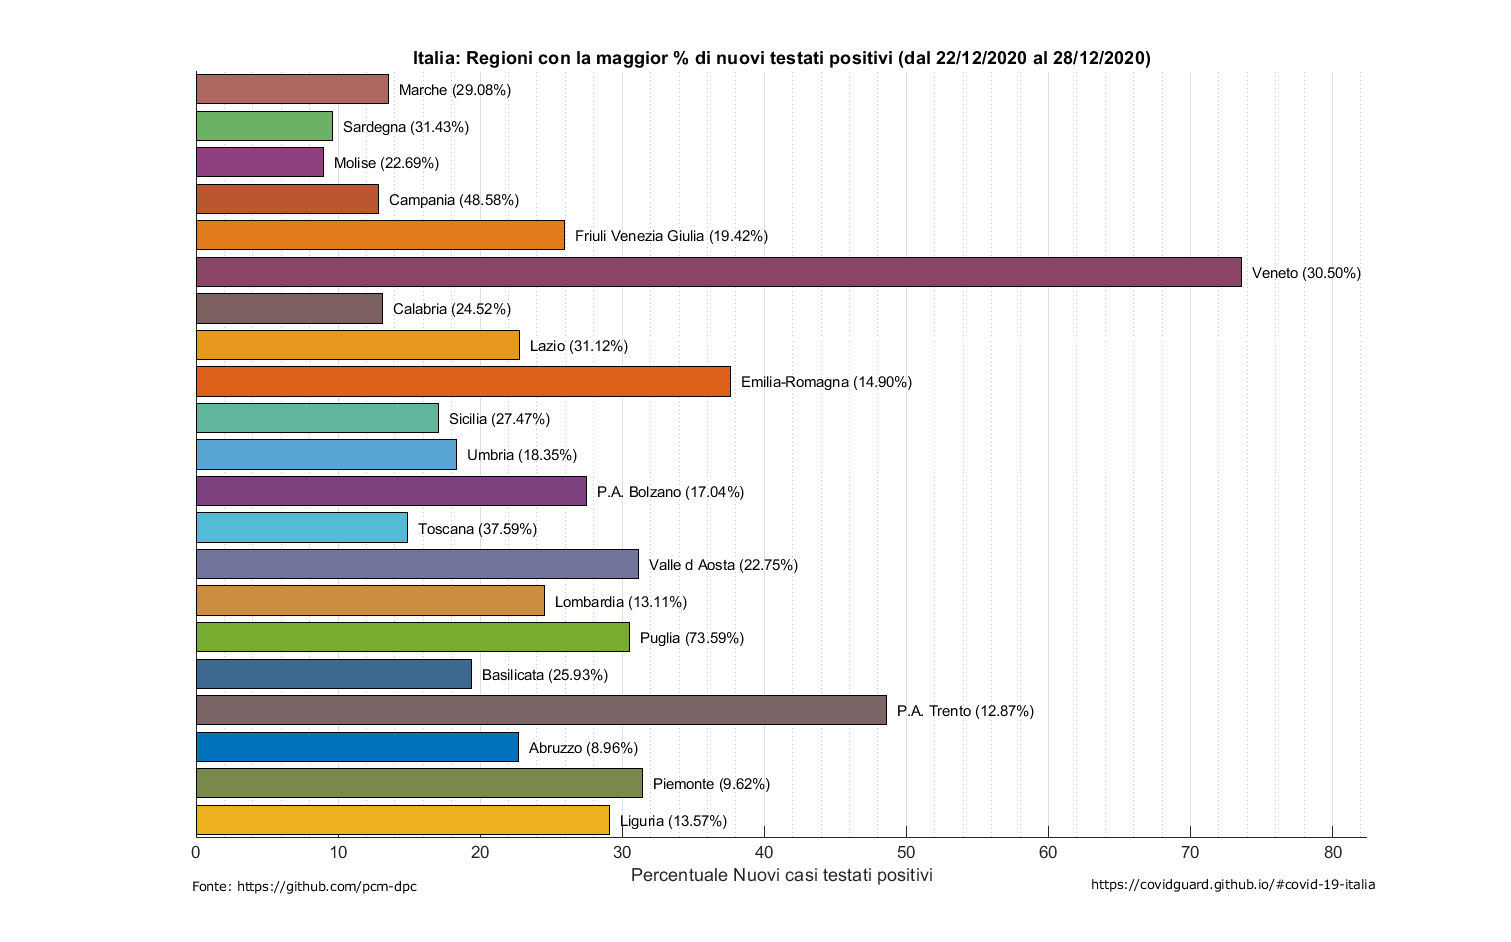 Italia: Regioni con la maggior % di nuovi testati positivi (dal 22/12/2020 al 28/12/2020)
Marche (29.08%)
Sardegna (31.43%)
Molise (22.69%)
Campania (48.58%)
Friuli Venezia Giulia (19.42%)
Veneto (30.50%)
Calabria (24.52%)
Lazio (31.12%)
Emilia-Romagna (14.90%)
Sicilia (27.47%)
Umbria (18.35%)
P.A. Bolzano (17.04%)
Toscana (37.59%)
Valle d Aosta (22.75%)
Lombardia (13.11%)
Puglia (73.59%)
Basilicata (25.93%)
P.A. Trento (12.87%)
Abruzzo (8.96%)
Piemonte (9.62%)
Liguria (13.57%)
0 10 20 30 40 50 60 70 80
Percentuale Nuovi casi testati positivi
Fonte: https://github.com/pcm-dpc
https://covidguard.github.io/#covid-19-italia